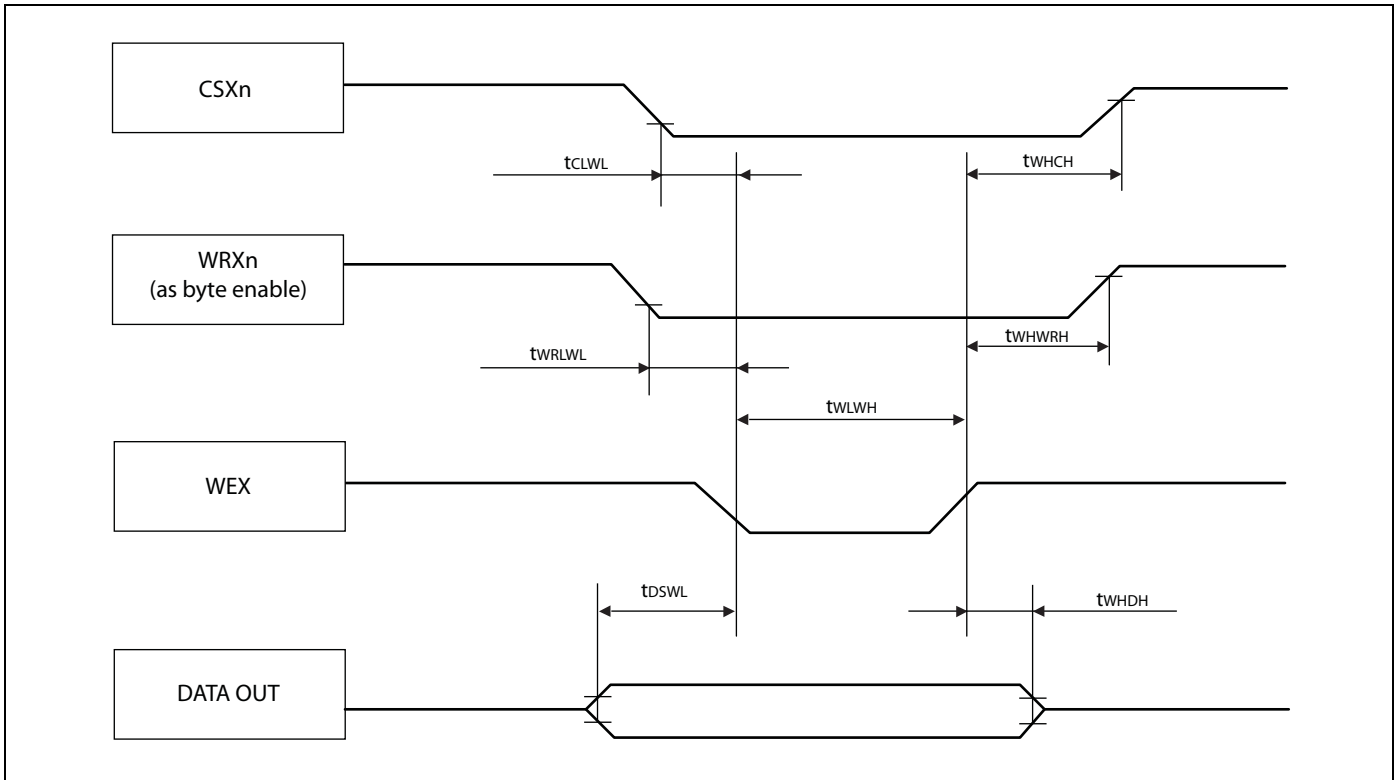 CSXn
tCLWL
tWHCH
WRXn
(as byte enable)
tWRLWL
tWHWRH
tWLWH
WEX
tDSWL
tWHDH
DATA OUT